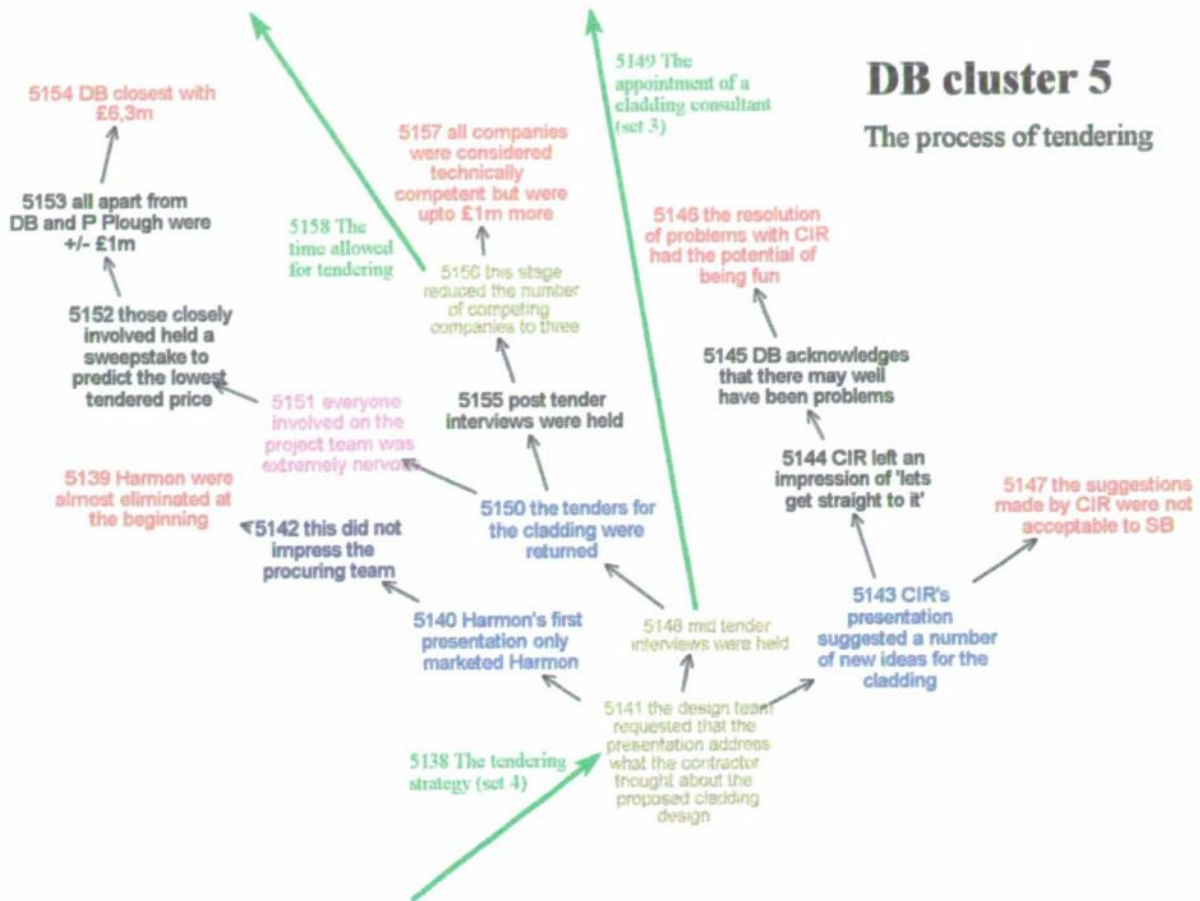 DB cluster 5
The process of tendering
5149 The
appointment of a
cladding consultant
(set 3)
5154 DB closest with
£6,3m
5157 all companies
were considered
technically
competent but were
upto £1m more
5153 all apart from
DB and P Plough were
+/- £1m
5158 The
time allowed
for tendering
5146 the resolution
of problems with CIR
had the potential of
being fun
5156 this stage
reduced the number
of competing
companies to three
5152 those closely
involved held a
sweepstake to
predict the lowest
tendered price
5145 DB acknowledges
that there may well
have been problems
5151 everyone
involved on the
project team was
extremely nervous
5155 post tender
interviews were held
5144 CIR left an
impression of 'lets
get straight to it'
5139 Harmon were
almost eliminated at
the beginning
5147 the suggestions
made by CIR were not
acceptable to SB
5150 the tenders for
the cladding were
returned
5142 this did not
impress the
procuring team
5143 CIR's
presentation
suggested a number
of new ideas for the
cladding
5140 Harmon's first
presentation only
marketed Harmon
5148 mid tender
interviews were held
5141 the design team
requested that the
presentation address
what the contractor
thought about the
proposed cladding
design
5138 The tendering
strategy (set 4)